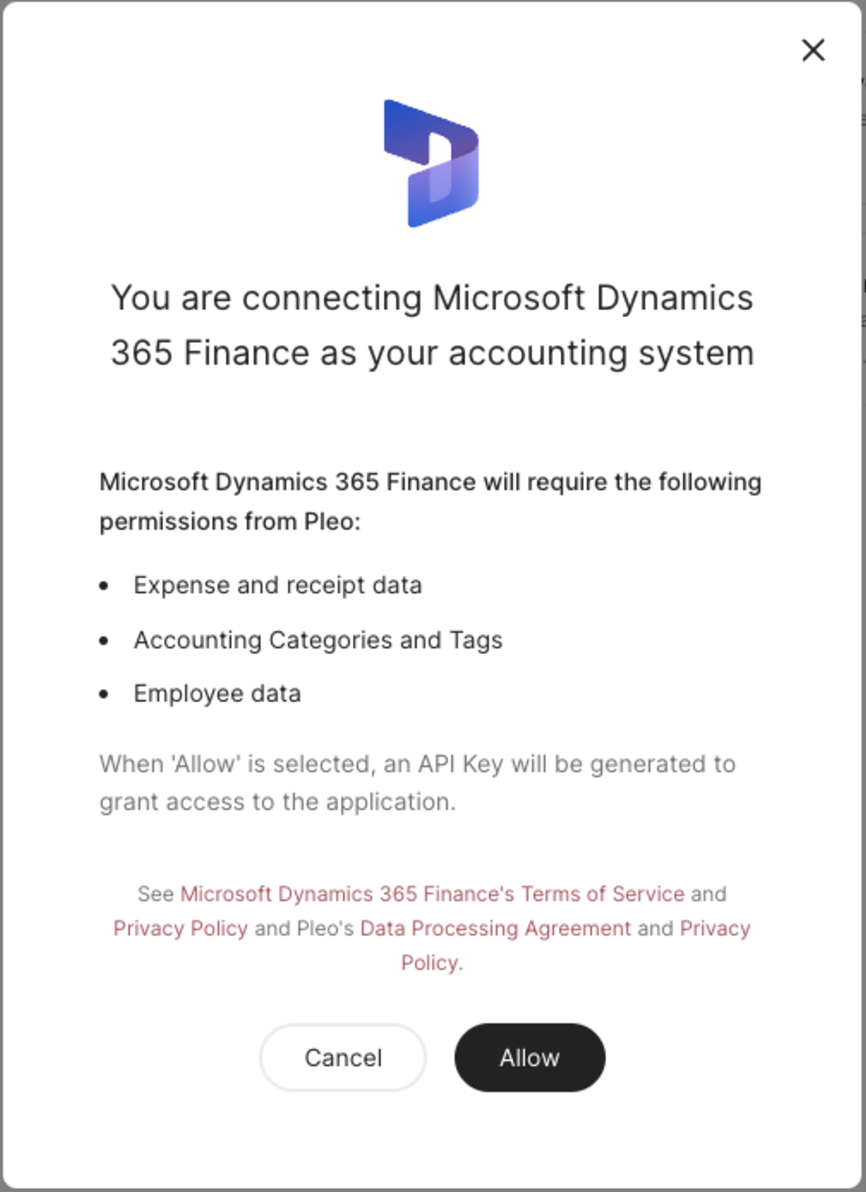 You are connecting Microsoft Dynamics
365 Finance as your accounting system
Microsoft Dynamics 365 Finance will require the following
permissions from Pleo:
• Expense and receipt data
• Accounting Categories and Tags
• Employee data
When 'Allow' is selected, an API Key will be generated to
grant access to the application.
See Microsoft Dynamics 365 Finance's Terms of Service and
Privacy Policy and Pleo's Data Processing Agreement and Privacy
Policy.
Cancel Allow